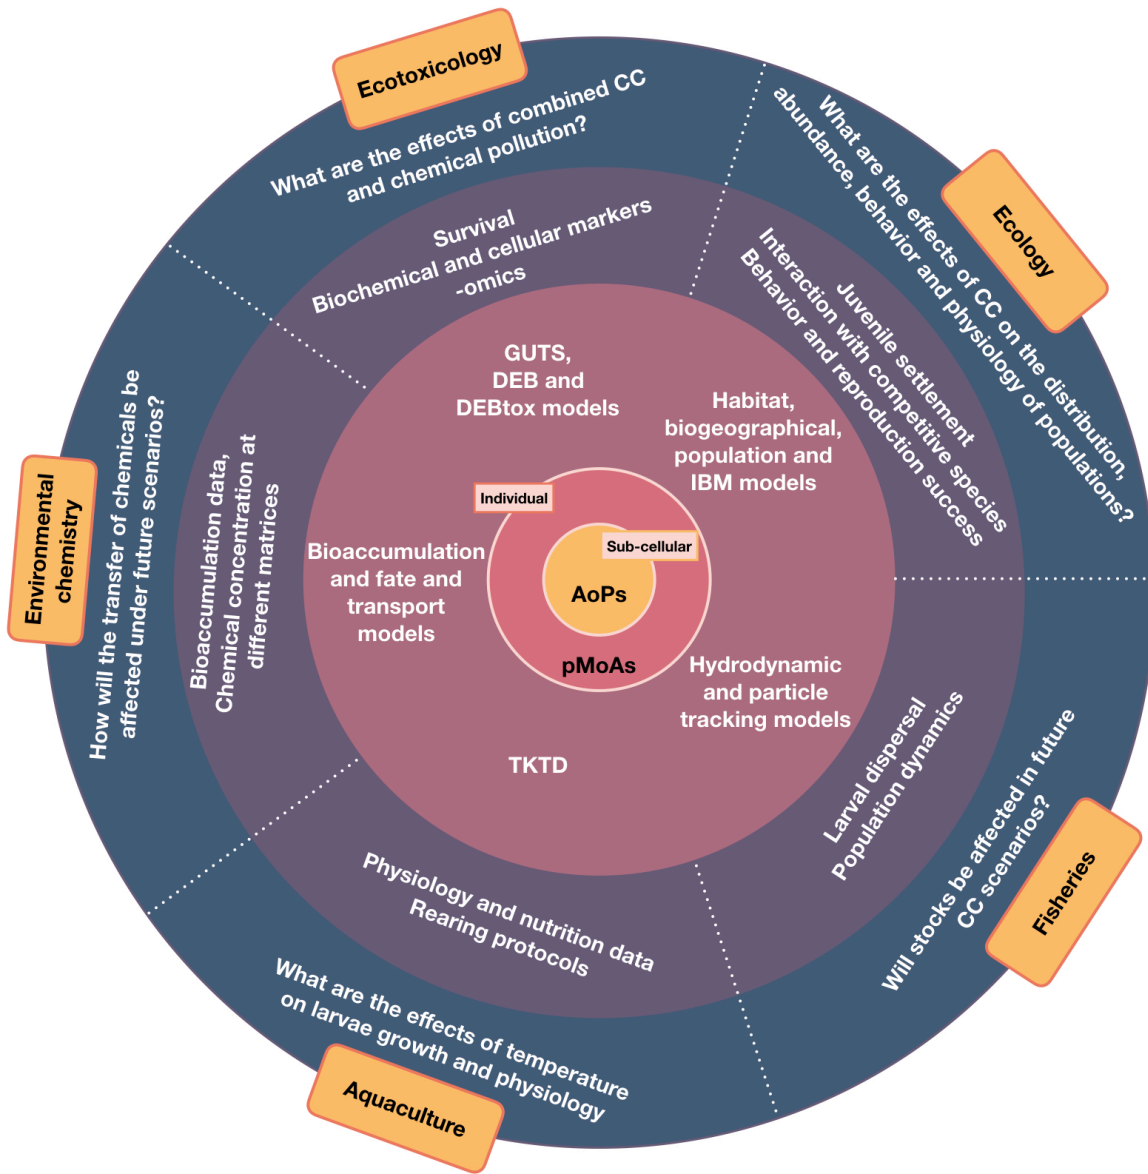 Ecotoxicology
What are the effects of combined CC
and chemical pollution?
Survival
Biochemical and cellular markers
-omics
GUTS,
DEB and
DEBtox models
Ecology
What are the effects of CC on the distribution,
abundance, behavior and physiology of populations?
Juvenile settlement
Interaction with competitive species
Behavior and reproduction success
Habitat,
biogeographical,
population and
IBM models
Environmental
chemistry
How will the transfer of chemicals be
affected under future scenarios?
Bioaccumulation data,
Chemical concentration at
different matrices
Bioaccumulation
and fate and
transport
models
Individual
Sub-cellular
AoPs
pMoAs
Hydrodynamic
and particle
tracking models
Larval dispersal
Population dynamics
Will stocks be affected in future
CC scenarios?
Fisheries
TKTD
Physiology and nutrition data
Rearing protocols
What are the effects of temperature
on larvae growth and physiology
Aquaculture